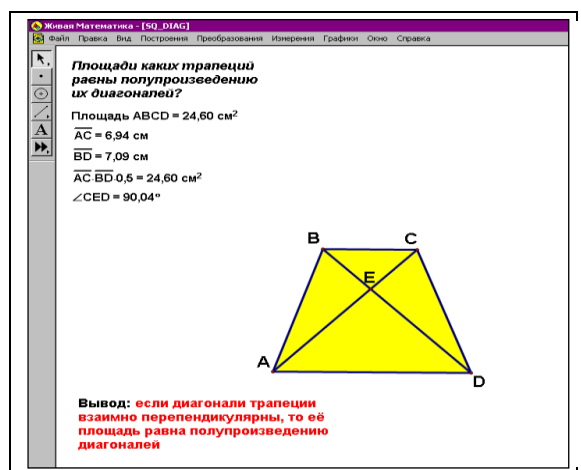 Живая Математика - [SQ_DIAG]
Файл Правка Вид Построения Преобразования Измерения Графики Окно Справка
Площади каких трапеций
равны полупроизведению
их диагоналей?
Площадь ABCD = 24,60 см²
AC = 6,94 см
BD = 7,09 см
AC·BD·0,5 = 24,60 см²
∠CED = 90,04°
A
B C
E
A
D
Вывод: если диагонали трапеции
взаимно перепендикулярны, то её
площадь равна полупроизведению
диагоналей